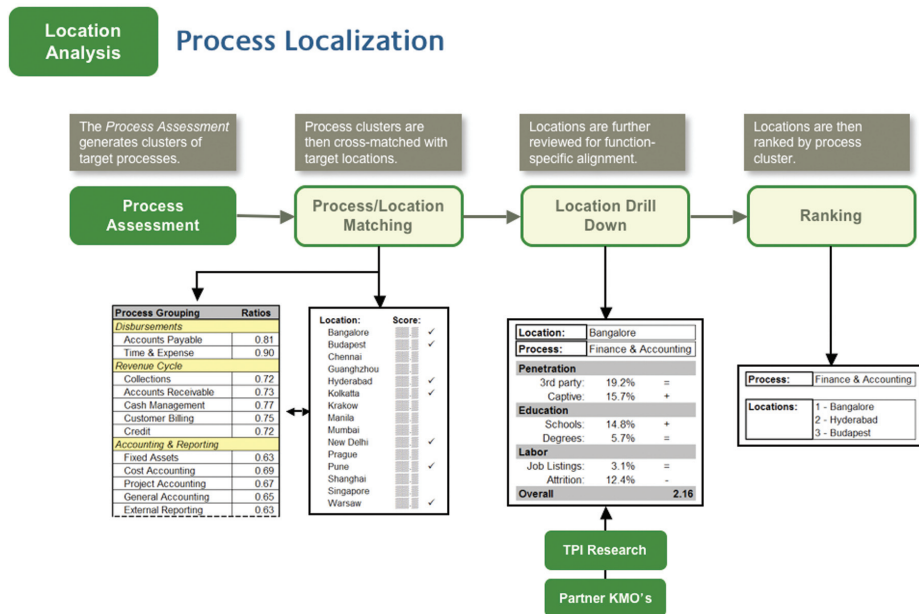 Location
Analysis
Process Localization
The Process Assessment
generates clusters of
target processes.
Process clusters are
then cross-matched with
target locations.
Locations are further
reviewed for function-
specific alignment.
Locations are then
ranked by process
cluster.
Process
Assessment
Process/Location
Matching
Location Drill
Down
Ranking
Process Grouping Ratios
Disbursements
Accounts Payable 0.81
Time & Expense 0.90
Revenue Cycle
Collections 0.72
Accounts Receivable 0.73
Cash Management 0.77
Customer Billing 0.75
Credit 0.72
Accounting & Reporting
Fixed Assets 0.63
Cost Accounting 0.69
Project Accounting 0.67
General Accounting 0.65
External Reporting 0.63
Location: Score:
Bangalore ✓
Budapest ✓
Chennai
Guanghzhou
Hyderabad ✓
Kolkatta ✓
Krakow
Manila
Mumbai
New Delhi ✓
Prague
Pune ✓
Shanghai
Singapore
Warsaw ✓
Location: Bangalore
Process: Finance & Accounting
Penetration
3rd party: 19.2% =
Captive: 15.7% +
Education
Schools: 14.8% +
Degrees: 5.7% =
Labor
Job Listings: 3.1% =
Attrition: 12.4% -
Overall 2.16
Process: Finance & Accounting
Locations: 1 - Bangalore
2 - Hyderabad
3 - Budapest
TPI Research
Partner KMO's